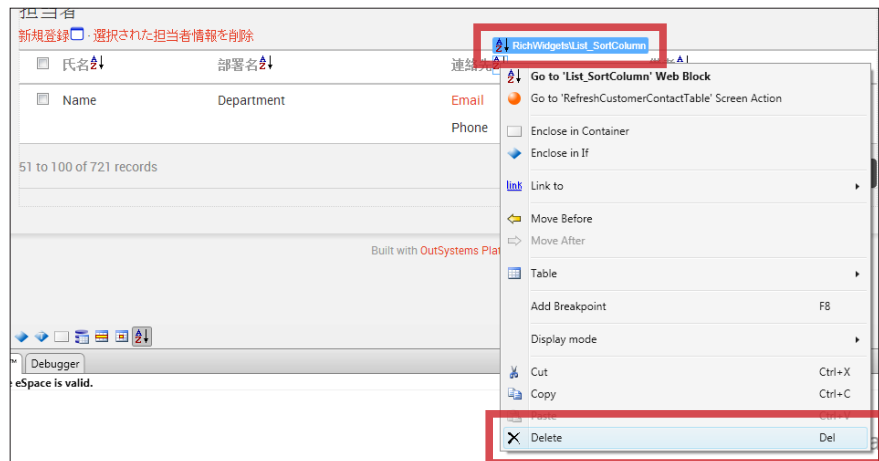 担当者
新規登録 · 選択された担当者情報を削除
RichWidgets\List_SortColumn
氏名 部署名 連絡先
Name Department Email
Phone
51 to 100 of 721 records
Built with OutSystems Plat
Go to 'List_SortColumn' Web Block
Go to 'RefreshCustomerContactTable' Screen Action
Enclose in Container
Enclose in If
link Link to
Move Before
Move After
Table
Add Breakpoint F8
Display mode
Cut Ctrl+X
Copy Ctrl+C
Paste Ctrl+V
Delete Del
Debugger
eSpace is valid.